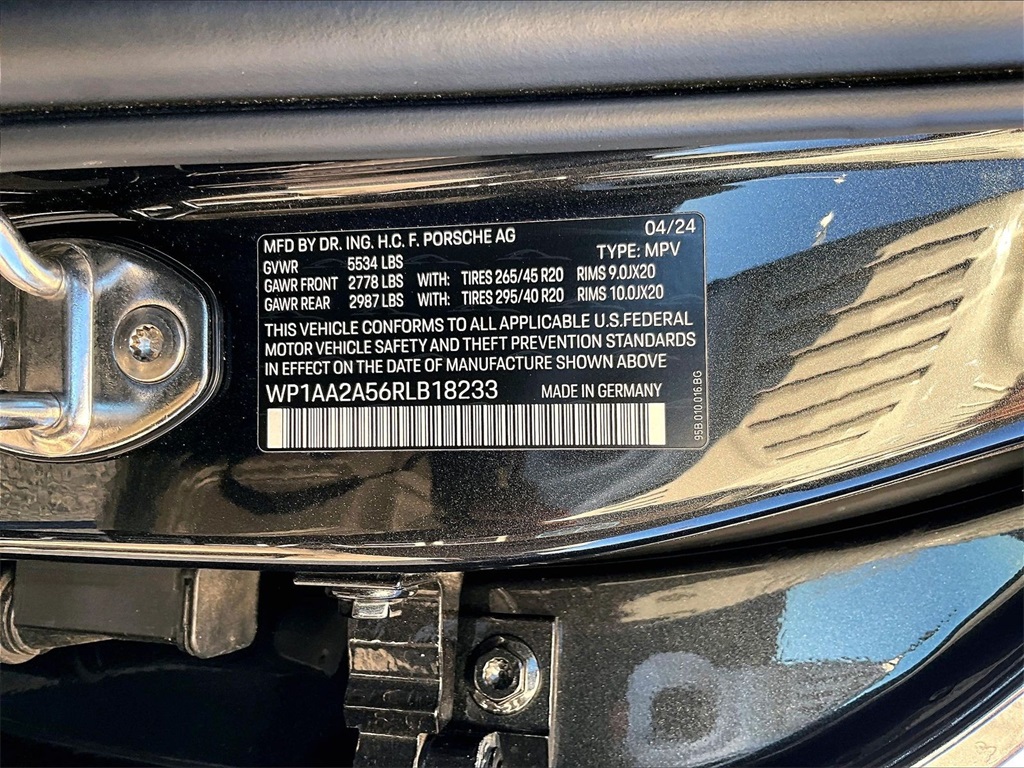 04/24
MFD BY DR. ING. H.C. F. PORSCHE AG
TYPE: MPV
GVWR 5534 LBS
GAWR FRONT 2778 LBS WITH: TIRES 265/45 R20 RIMS 9.0JX20
GAWR REAR 2987 LBS WITH: TIRES 295/40 R20 RIMS 10.0JX20
THIS VEHICLE CONFORMS TO ALL APPLICABLE U.S.FEDERAL
MOTOR VEHICLE SAFETY AND THEFT PREVENTION STANDARDS
IN EFFECT ON THE DATE OF MANUFACTURE SHOWN ABOVE
WP1AA2A56RLB18233 MADE IN GERMANY
95B 010 016 BG